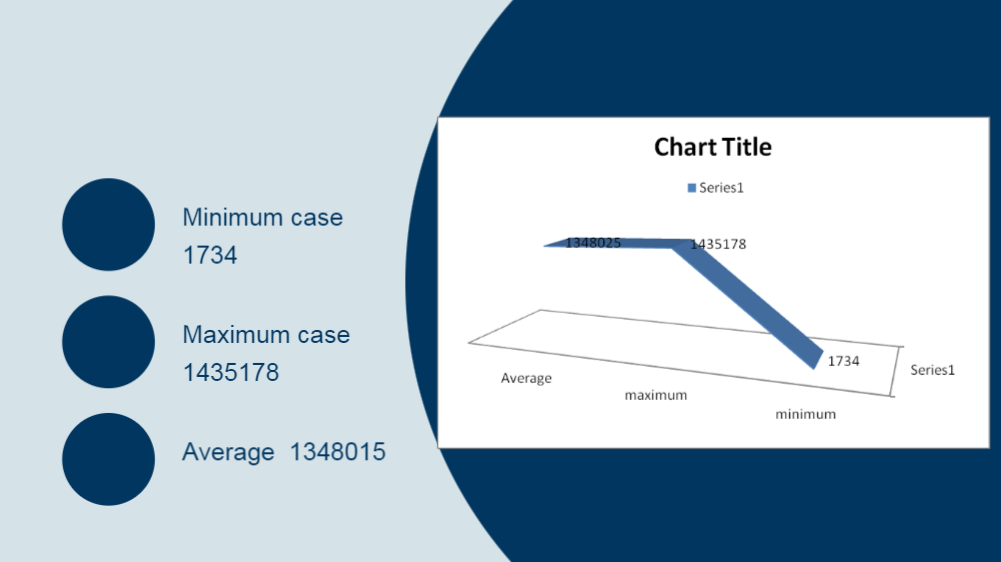 Minimum case
1734
Maximum case
1435178
Average 1348015
Chart Title
Series1
1348025
1435178
1734
Series1
Average
maximum
minimum